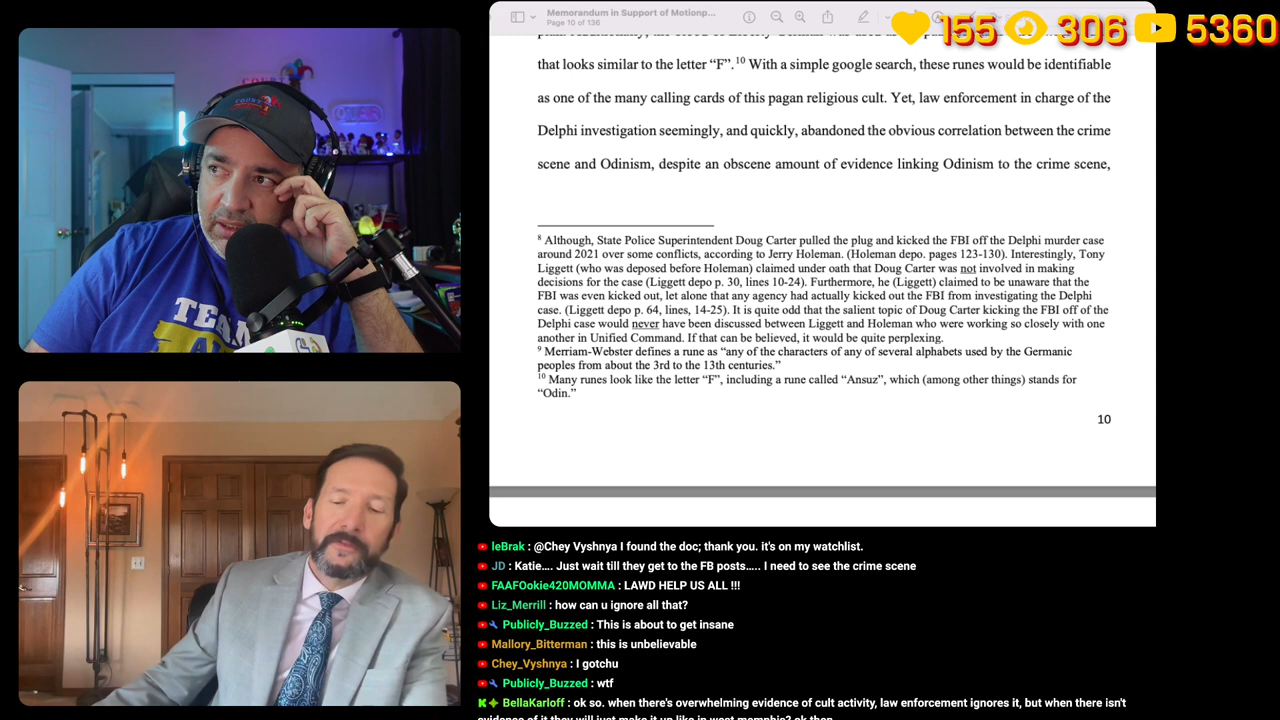 Memorandum in Support of Motionp...
Page 10 of 136
155 306 5360
that looks similar to the letter “F”.10 With a simple google search, these runes would be identifiable
as one of the many calling cards of this pagan religious cult. Yet, law enforcement in charge of the
Delphi investigation seemingly, and quickly, abandoned the obvious correlation between the crime
scene and Odinism, despite an obscene amount of evidence linking Odinism to the crime scene,
8 Although, State Police Superintendent Doug Carter pulled the plug and kicked the FBI off the Delphi murder case
around 2021 over some conflicts, according to Jerry Holeman. (Holeman depo. pages 123-130). Interestingly, Tony
Liggett (who was deposed before Holeman) claimed under oath that Doug Carter was not involved in making
decisions for the case (Liggett depo p. 30, lines 10-24). Furthermore, he (Liggett) claimed to be unaware that the
FBI was even kicked out, let alone that any agency had actually kicked out the FBI from investigating the Delphi
case. (Liggett depo p. 64, lines, 14-25). It is quite odd that the salient topic of Doug Carter kicking the FBI off of the
Delphi case would never have been discussed between Liggett and Holeman who were working so closely with one
another in Unified Command. If that can be believed, it would be quite perplexing.
9 Merriam-Webster defines a rune as “any of the characters of any of several alphabets used by the Germanic
peoples from about the 3rd to the 13th centuries.”
10 Many runes look like the letter “F”, including a rune called “Ansuz”, which (among other things) stands for
“Odin.”
10
leBrak : @Chey Vyshnya I found the doc; thank you. it's on my watchlist.
JD : Katie.... Just wait till they get to the FB posts..... I need to see the crime scene
FAAFOokie420MOMMA : LAWD HELP US ALL !!!
Liz_Merrill : how can u ignore all that?
Publicly_Buzzed : This is about to get insane
Mallory_Bitterman : this is unbelievable
Chey_Vyshnya : I gotchu
Publicly_Buzzed : wtf
BellaKarloff : ok so. when there's overwhelming evidence of cult activity, law enforcement ignores it, but when there isn't
evidence of it they will just make it up like in west memphis? ok then
COURT
TEAM